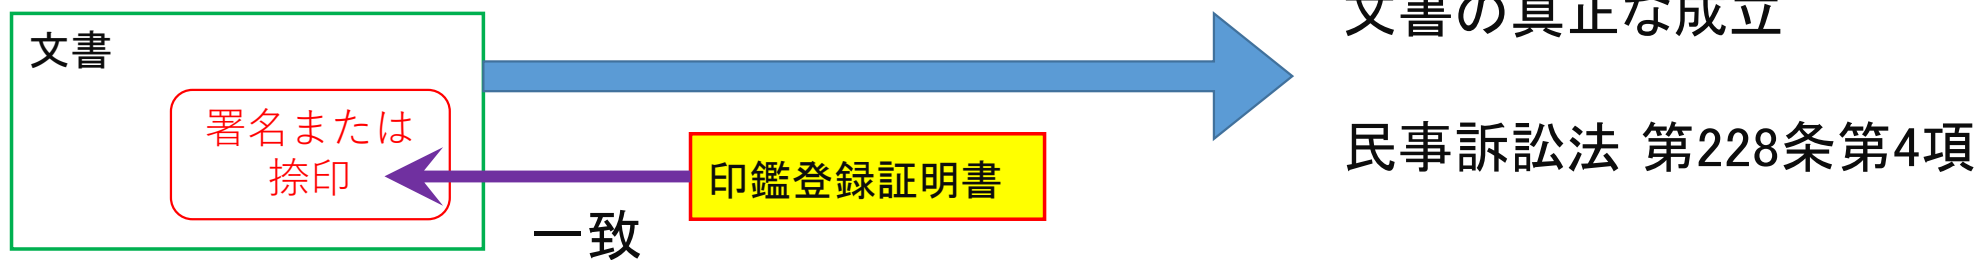 文書
署名または
捺印
印鑑登録証明書
一致
文書の真正な成立
民事訴訟法 第228条第4項